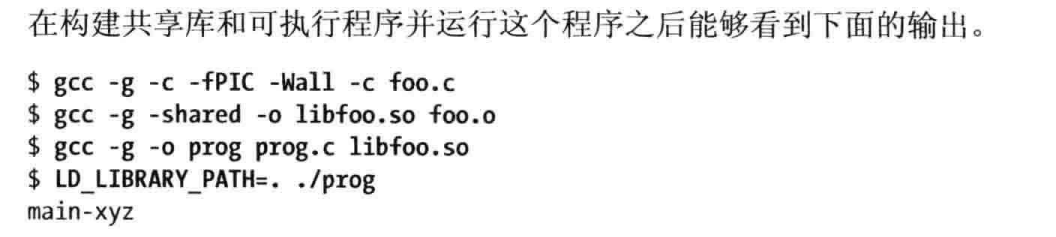 在构建共享库和可执行程序并运行这个程序之后能够看到下面的输出。
$ gcc -g -c -fPIC -Wall -c foo.c
$ gcc -g -shared -o libfoo.so foo.o
$ gcc -g -o prog prog.c libfoo.so
$ LD_LIBRARY_PATH=. ./prog
main-xyz